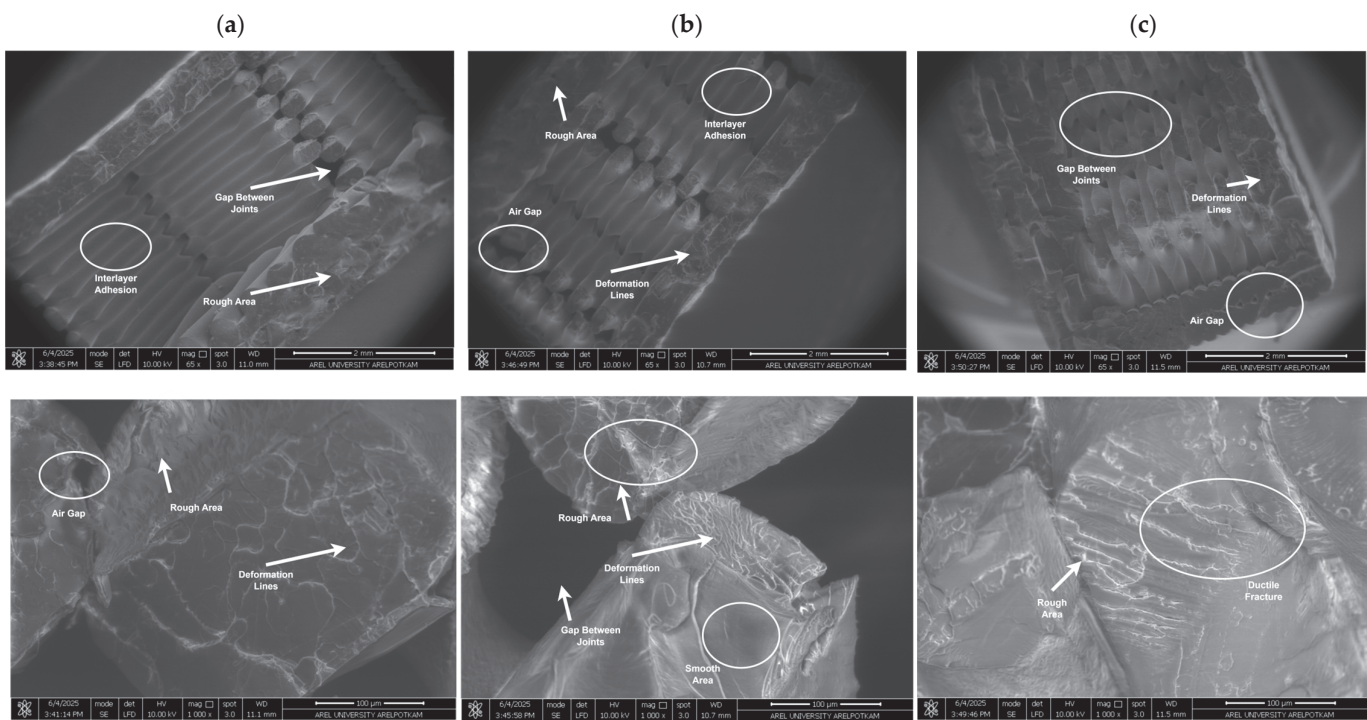 (a)
(b)
(c)
Gap Between
Joints
Interlayer
Adhesion
Rough Area
6/4/2025 mode det HV mag spot WD 2 mm
3:38:45 PM SE LFD 10.00 kV 65 x 3.0 11.0 mm AREL UNIVERSITY ARELPOTKAM
Rough Area
Interlayer
Adhesion
Air Gap
Deformation
Lines
6/4/2025 mode det HV mag spot WD 2 mm
3:46:49 PM SE LFD 10.00 kV 65 x 3.0 10.7 mm AREL UNIVERSITY ARELPOTKAM
Gap Between
Joints
Deformation
Lines
Air Gap
6/4/2025 mode det HV mag spot WD 2 mm
3:50:27 PM SE LFD 10.00 kV 65 x 3.0 11.5 mm AREL UNIVERSITY ARELPOTKAM
Air Gap
Rough Area
Deformation
Lines
6/4/2025 mode det HV mag spot WD 100 µm
3:41:14 PM SE LFD 10.00 kV 1 000 x 3.0 11.1 mm AREL UNIVERSITY ARELPOTKAM
Rough Area
Deformation
Lines
Gap Between
Joints
Smooth
Area
6/4/2025 mode det HV mag spot WD 100 µm
3:45:58 PM SE LFD 10.00 kV 1 000 x 3.0 10.7 mm AREL UNIVERSITY ARELPOTKAM
Rough
Area
Ductile
Fracture
6/4/2025 mode det HV mag spot WD 100 µm
3:49:46 PM SE LFD 10.00 kV 1 000 x 3.0 11.5 mm AREL UNIVERSITY ARELPOTKAM